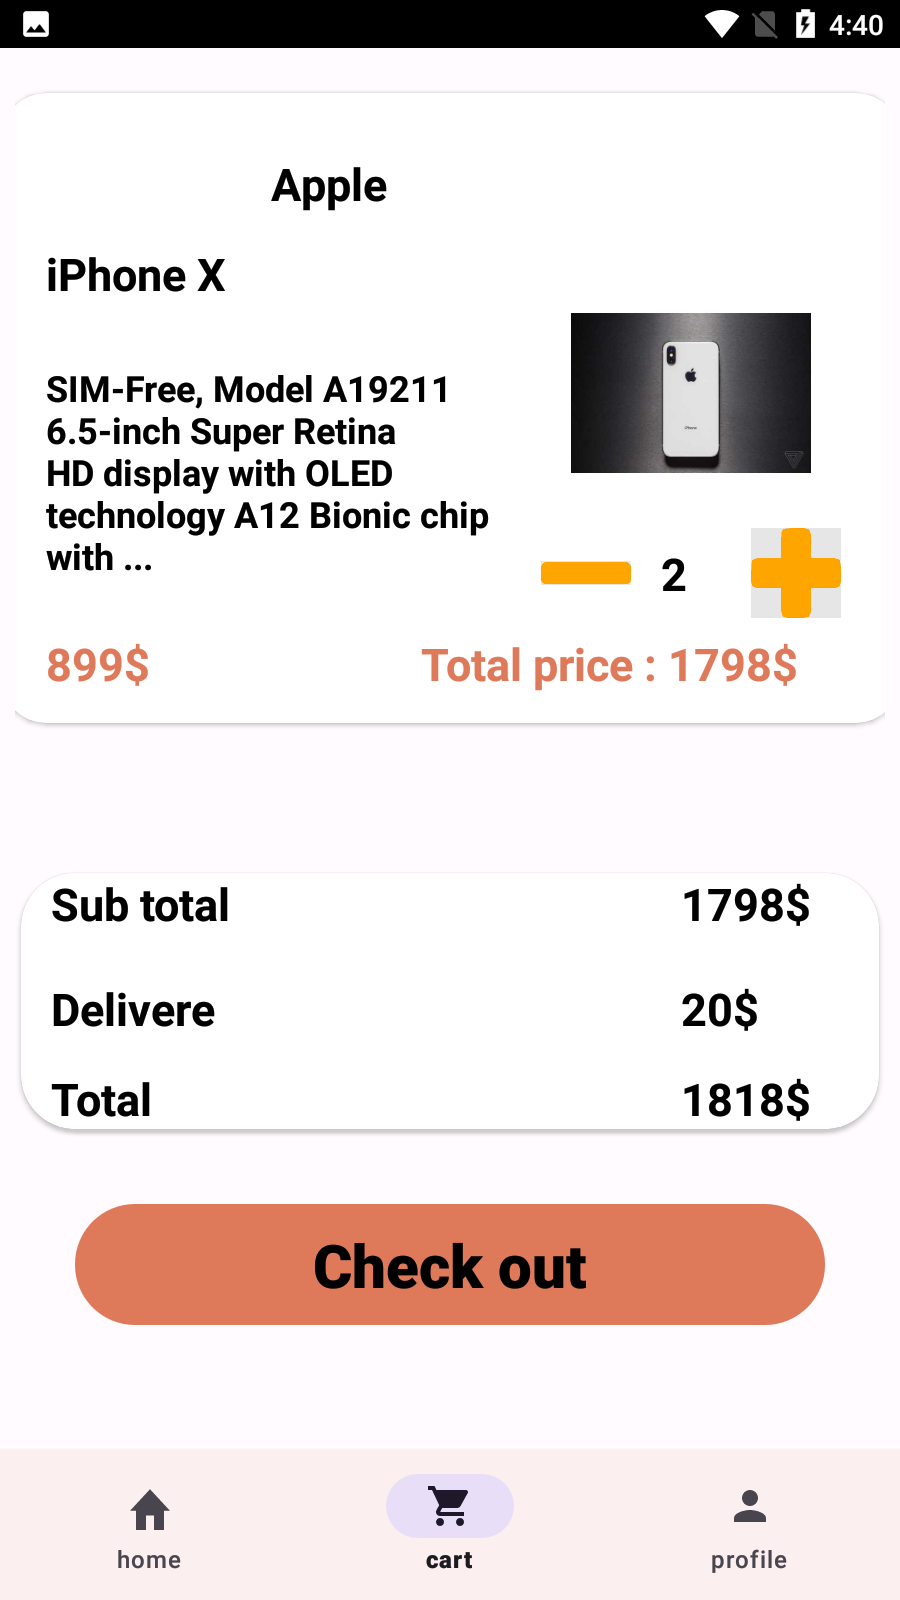 4:40
Apple
iPhone X
SIM-Free, Model A19211
6.5-inch Super Retina
HD display with OLED
technology A12 Bionic chip
with ...
2
899$ Total price : 1798$
Sub total 1798$
Delivere 20$
Total 1818$
Check out
home cart profile